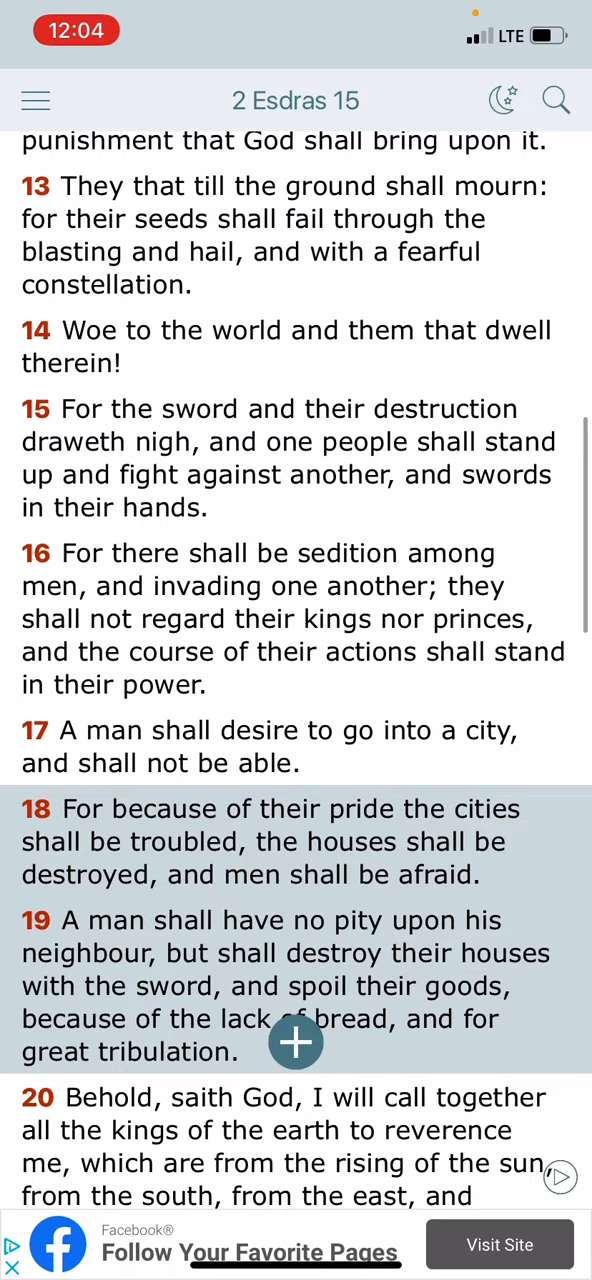 12:04
LTE
2 Esdras 15
punishment that God shall bring upon it.
13 They that till the ground shall mourn:
for their seeds shall fail through the
blasting and hail, and with a fearful
constellation.
14 Woe to the world and them that dwell
therein!
15 For the sword and their destruction
draweth nigh, and one people shall stand
up and fight against another, and swords
in their hands.
16 For there shall be sedition among
men, and invading one another; they
shall not regard their kings nor princes,
and the course of their actions shall stand
in their power.
17 A man shall desire to go into a city,
and shall not be able.
18 For because of their pride the cities
shall be troubled, the houses shall be
destroyed, and men shall be afraid.
19 A man shall have no pity upon his
neighbour, but shall destroy their houses
with the sword, and spoil their goods,
because of the lack of bread, and for
great tribulation.
20 Behold, saith God, I will call together
all the kings of the earth to reverence
me, which are from the rising of the sun,
from the south, from the east, and
Facebook®
Follow Your Favorite Pages
Visit Site